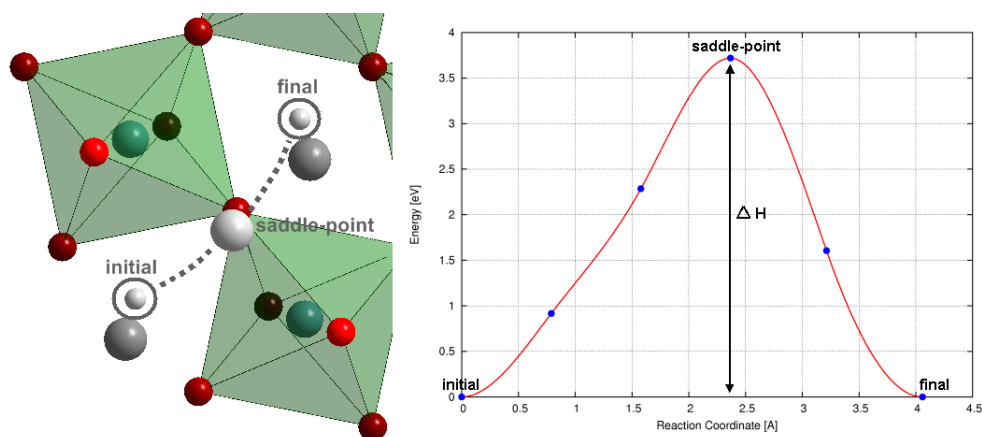 final
saddle-point
initial
saddle-point
△ H
initial
final
Energy [eV]
4
3.5
3
2.5
2
1.5
1
0.5
0
0
0.5
1
1.5
2
2.5
3
3.5
4
4.5
Reaction Coordinate [A]